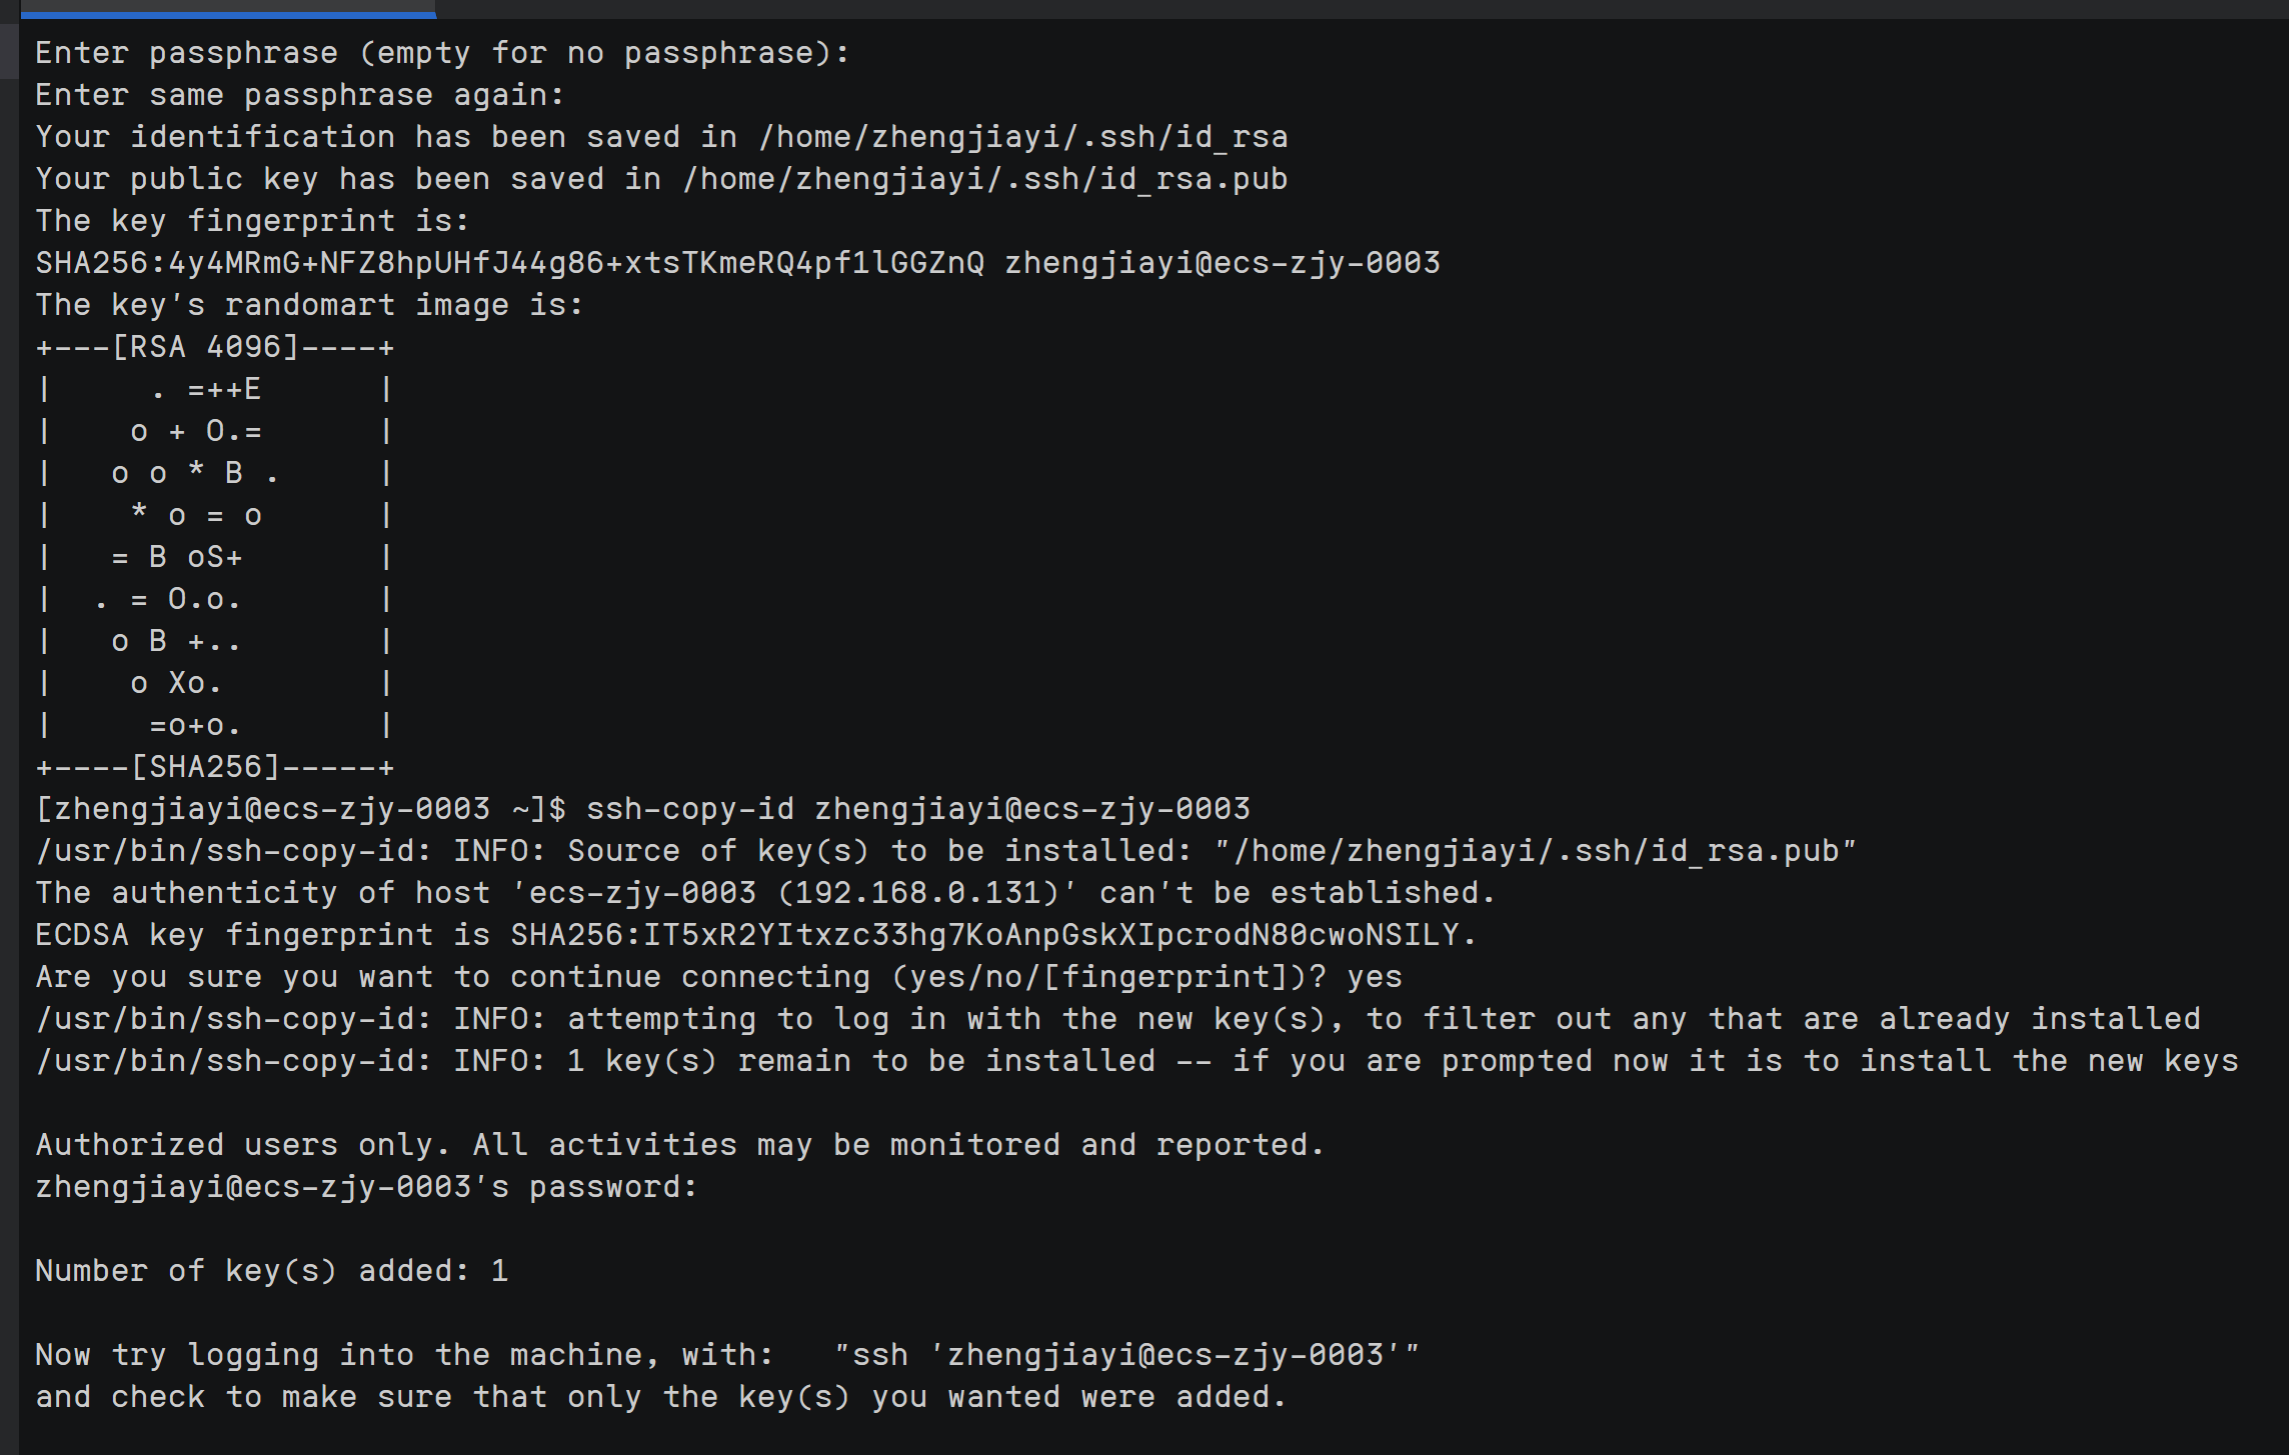 Enter passphrase (empty for no passphrase):
Enter same passphrase again:
Your identification has been saved in /home/zhengjiayi/.ssh/id_rsa
Your public key has been saved in /home/zhengjiayi/.ssh/id_rsa.pub
The key fingerprint is:
SHA256:4y4MRmG+NFZ8hpUHfJ44g86+xtsTKmeRQ4pf1lGGZnQ zhengjiayi@ecs-zjy-0003
The key's randomart image is:
+---[RSA 4096]----+
|     . =++E      |
|    o + O.=      |
|   o o * B .     |
|    * o = o      |
|   = B oS+       |
|  . = O.o.       |
|   o B +..       |
|    o Xo.        |
|     =o+o.       |
+----[SHA256]-----+
[zhengjiayi@ecs-zjy-0003 ~]$ ssh-copy-id zhengjiayi@ecs-zjy-0003
/usr/bin/ssh-copy-id: INFO: Source of key(s) to be installed: "/home/zhengjiayi/.ssh/id_rsa.pub"
The authenticity of host 'ecs-zjy-0003 (192.168.0.131)' can't be established.
ECDSA key fingerprint is SHA256:IT5xR2YItxzc33hg7KoAnpGskXIpcrodN80cwoNSILY.
Are you sure you want to continue connecting (yes/no/[fingerprint])? yes
/usr/bin/ssh-copy-id: INFO: attempting to log in with the new key(s), to filter out any that are already installed
/usr/bin/ssh-copy-id: INFO: 1 key(s) remain to be installed -- if you are prompted now it is to install the new keys

Authorized users only. All activities may be monitored and reported.
zhengjiayi@ecs-zjy-0003's password:

Number of key(s) added: 1

Now try logging into the machine, with:   "ssh 'zhengjiayi@ecs-zjy-0003'"
and check to make sure that only the key(s) you wanted were added.